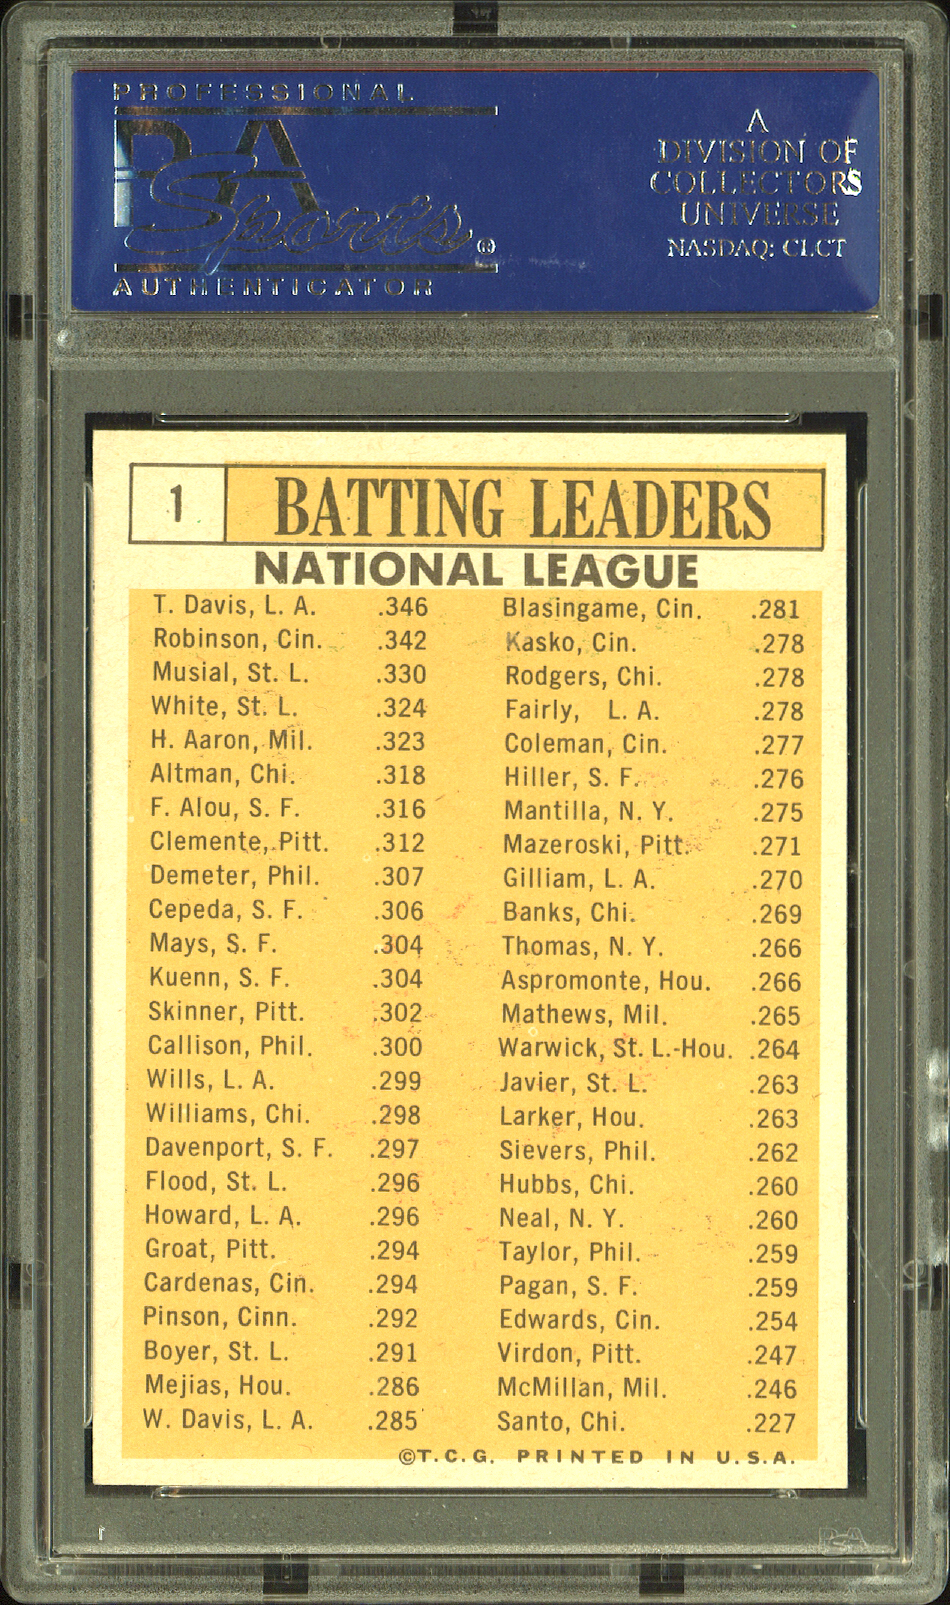 PROFESSIONAL
PSA
Sports®
AUTHENTICATOR
A
DIVISION OF
COLLECTORS
UNIVERSE
NASDAQ: CLCT
1 BATTING LEADERS
NATIONAL LEAGUE
T. Davis, L. A. .346
Robinson, Cin. .342
Musial, St. L. .330
White, St. L. .324
H. Aaron, Mil. .323
Altman, Chi. .318
F. Alou, S. F. .316
Clemente, Pitt. .312
Demeter, Phil. .307
Cepeda, S. F. .306
Mays, S. F. .304
Kuenn, S. F. .304
Skinner, Pitt. .302
Callison, Phil. .300
Wills, L. A. .299
Williams, Chi. .298
Davenport, S. F. .297
Flood, St. L. .296
Howard, L. A. .296
Groat, Pitt. .294
Cardenas, Cin. .294
Pinson, Cinn. .292
Boyer, St. L. .291
Mejias, Hou. .286
W. Davis, L. A. .285
Blasingame, Cin. .281
Kasko, Cin. .278
Rodgers, Chi. .278
Fairly, L. A. .278
Coleman, Cin. .277
Hiller, S. F. .276
Mantilla, N. Y. .275
Mazeroski, Pitt. .271
Gilliam, L. A. .270
Banks, Chi. .269
Thomas, N. Y. .266
Aspromonte, Hou. .266
Mathews, Mil. .265
Warwick, St. L.-Hou. .264
Javier, St. L. .263
Larker, Hou. .263
Sievers, Phil. .262
Hubbs, Chi. .260
Neal, N. Y. .260
Taylor, Phil. .259
Pagan, S. F. .259
Edwards, Cin. .254
Virdon, Pitt. .247
McMillan, Mil. .246
Santo, Chi. .227
©T.C.G. PRINTED IN U.S.A.
PSA